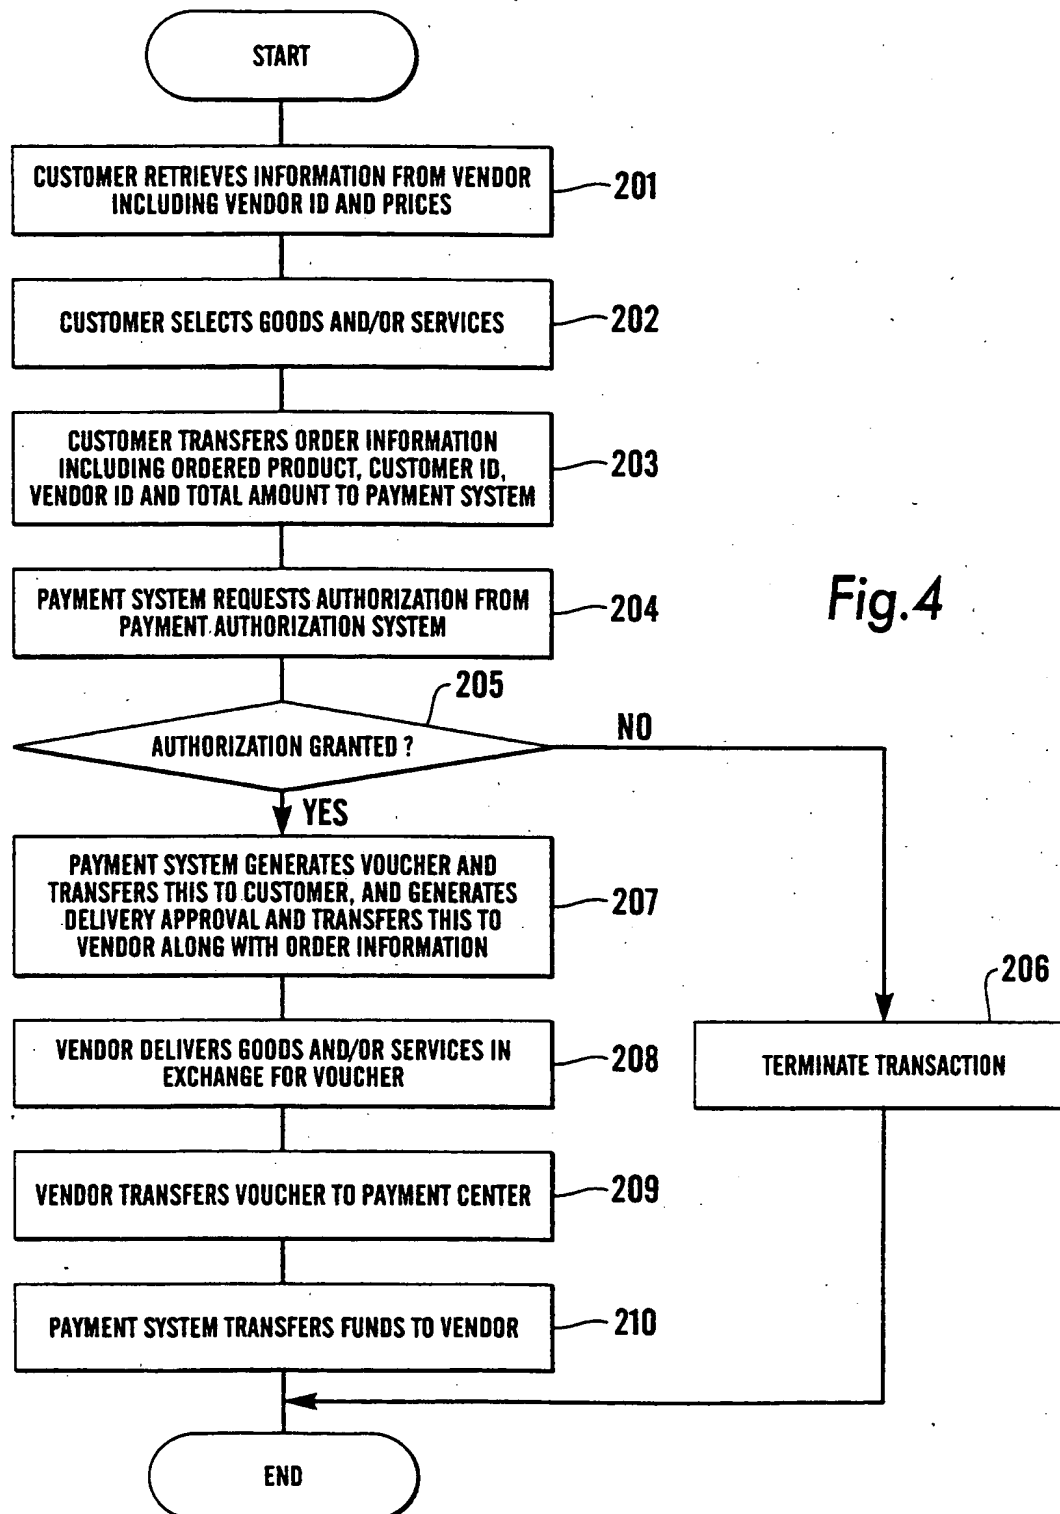 START
CUSTOMER RETRIEVES INFORMATION FROM VENDOR
INCLUDING VENDOR ID AND PRICES
201
CUSTOMER SELECTS GOODS AND/OR SERVICES
202
CUSTOMER TRANSFERS ORDER INFORMATION
INCLUDING ORDERED PRODUCT, CUSTOMER ID,
VENDOR ID AND TOTAL AMOUNT TO PAYMENT SYSTEM
203
PAYMENT SYSTEM REQUESTS AUTHORIZATION FROM
PAYMENT AUTHORIZATION SYSTEM
204
Fig.4
205
AUTHORIZATION GRANTED ?
NO
YES
PAYMENT SYSTEM GENERATES VOUCHER AND
TRANSFERS THIS TO CUSTOMER, AND GENERATES
DELIVERY APPROVAL AND TRANSFERS THIS TO
VENDOR ALONG WITH ORDER INFORMATION
207
206
VENDOR DELIVERS GOODS AND/OR SERVICES IN
EXCHANGE FOR VOUCHER
208
TERMINATE TRANSACTION
VENDOR TRANSFERS VOUCHER TO PAYMENT CENTER
209
PAYMENT SYSTEM TRANSFERS FUNDS TO VENDOR
210
END